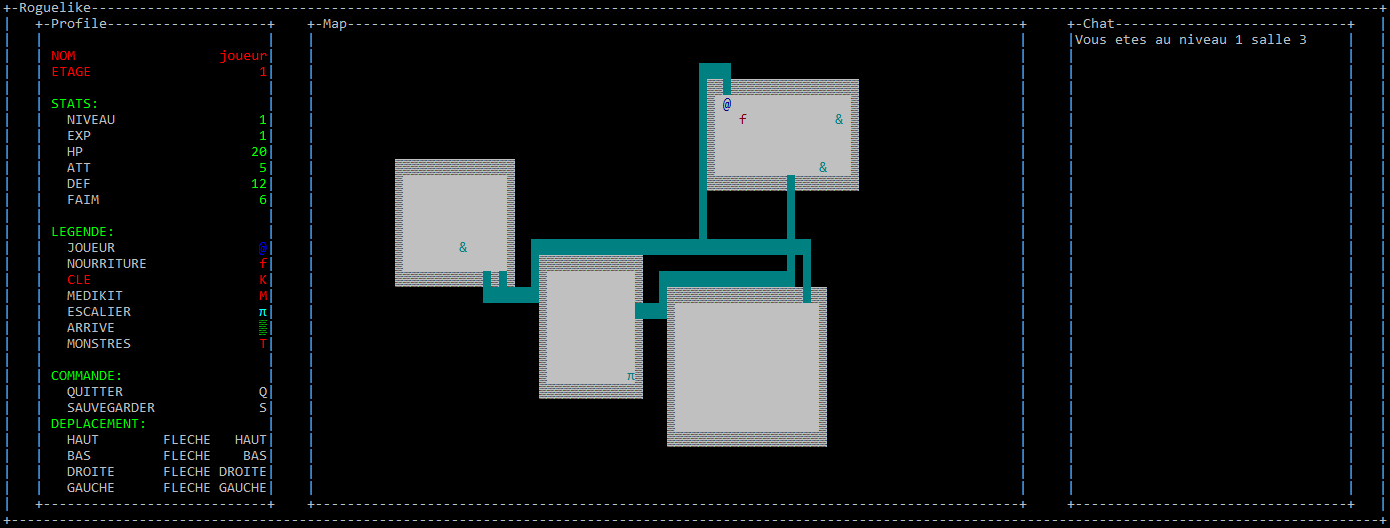 Roguelike
Profile
NOM joueur
ETAGE 1
STATS:
NIVEAU 1
EXP 1
HP 20
ATT 5
DEF 12
FAIM 6
LEGENDE:
JOUEUR @
NOURRITURE f
CLE K
MEDIKIT M
ESCALIER π
ARRIVE ▒
MONSTRES T
COMMANDE:
QUITTER Q
SAUVEGARDER S
DEPLACEMENT:
HAUT FLECHE HAUT
BAS FLECHE BAS
DROITE FLECHE DROITE
GAUCHE FLECHE GAUCHE
Map
@
f &
&
&
π
Chat
Vous etes au niveau 1 salle 3